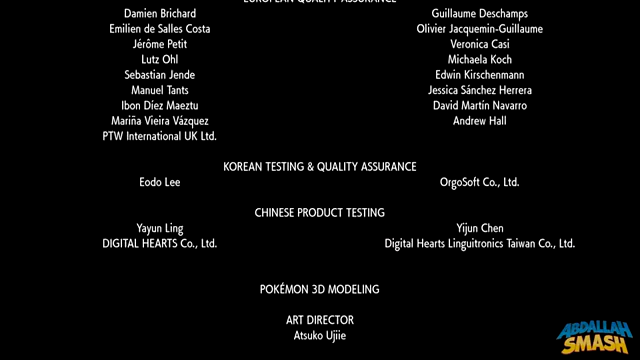 EUROPEAN QUALITY ASSURANCE
Damien Brichard Guillaume Deschamps
Emilien de Salles Costa Olivier Jacquemin-Guillaume
Jérôme Petit Veronica Casi
Lutz Ohl Michaela Koch
Sebastian Jende Edwin Kirschenmann
Manuel Tants Jessica Sánchez Herrera
Ibon Díez Maeztu David Martín Navarro
Mariña Vieira Vázquez Andrew Hall
PTW International UK Ltd.
KOREAN TESTING & QUALITY ASSURANCE
Eodo Lee OrgoSoft Co., Ltd.
CHINESE PRODUCT TESTING
Yayun Ling Yijun Chen
DIGITAL HEARTS Co., Ltd. Digital Hearts Linguitronics Taiwan Co., Ltd.
POKÉMON 3D MODELING
ART DIRECTOR
Atsuko Ujiie
ABDALLAH
SMASH